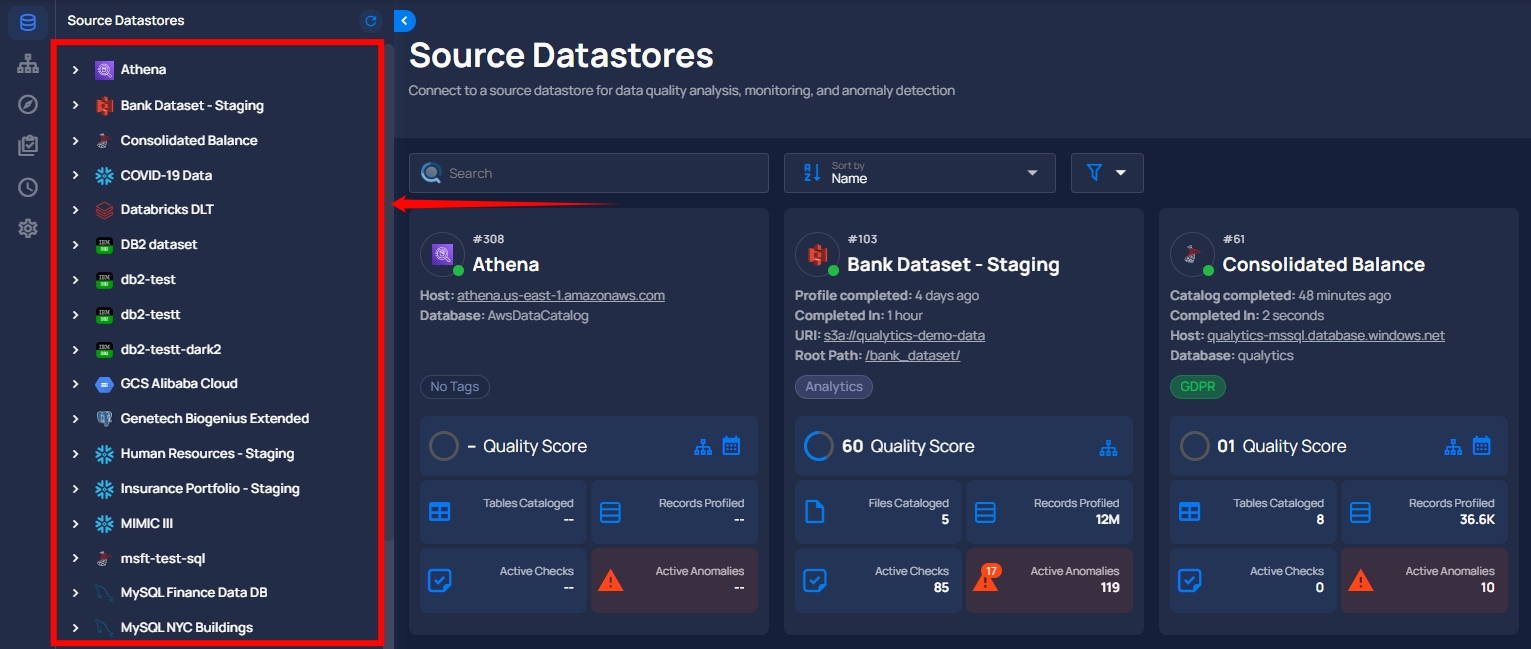 Source Datastores
Athena
Bank Dataset - Staging
Consolidated Balance
COVID-19 Data
Databricks DLT
DB2 dataset
db2-test
db2-testt
db2-testt-dark2
GCS Alibaba Cloud
Genetech Biogenius Extended
Human Resources - Staging
Insurance Portfolio - Staging
MIMIC III
msft-test-sql
MySQL Finance Data DB
MySQL NYC Buildings
Source Datastores
Connect to a source datastore for data quality analysis, monitoring, and anomaly detection
Search
Sort by
Name
#308
Athena
Host: athena.us-east-1.amazonaws.com
Database: AwsDataCatalog
No Tags
– Quality Score
Tables Cataloged
--
Records Profiled
--
Active Checks
--
Active Anomalies
--
#103
Bank Dataset - Staging
Profile completed: 4 days ago
Completed In: 1 hour
URI: s3a://qualytics-demo-data
Root Path: /bank_dataset/
Analytics
60 Quality Score
Files Cataloged
5
Records Profiled
12M
Active Checks
85
17
Active Anomalies
119
#61
Consolidated Balance
Catalog completed: 48 minutes ago
Completed In: 2 seconds
Host: qualytics-mssql.database.windows.net
Database: qualytics
GDPR
01 Quality Score
Tables Cataloged
8
Records Profiled
36.6K
Active Checks
0
Active Anomalies
10